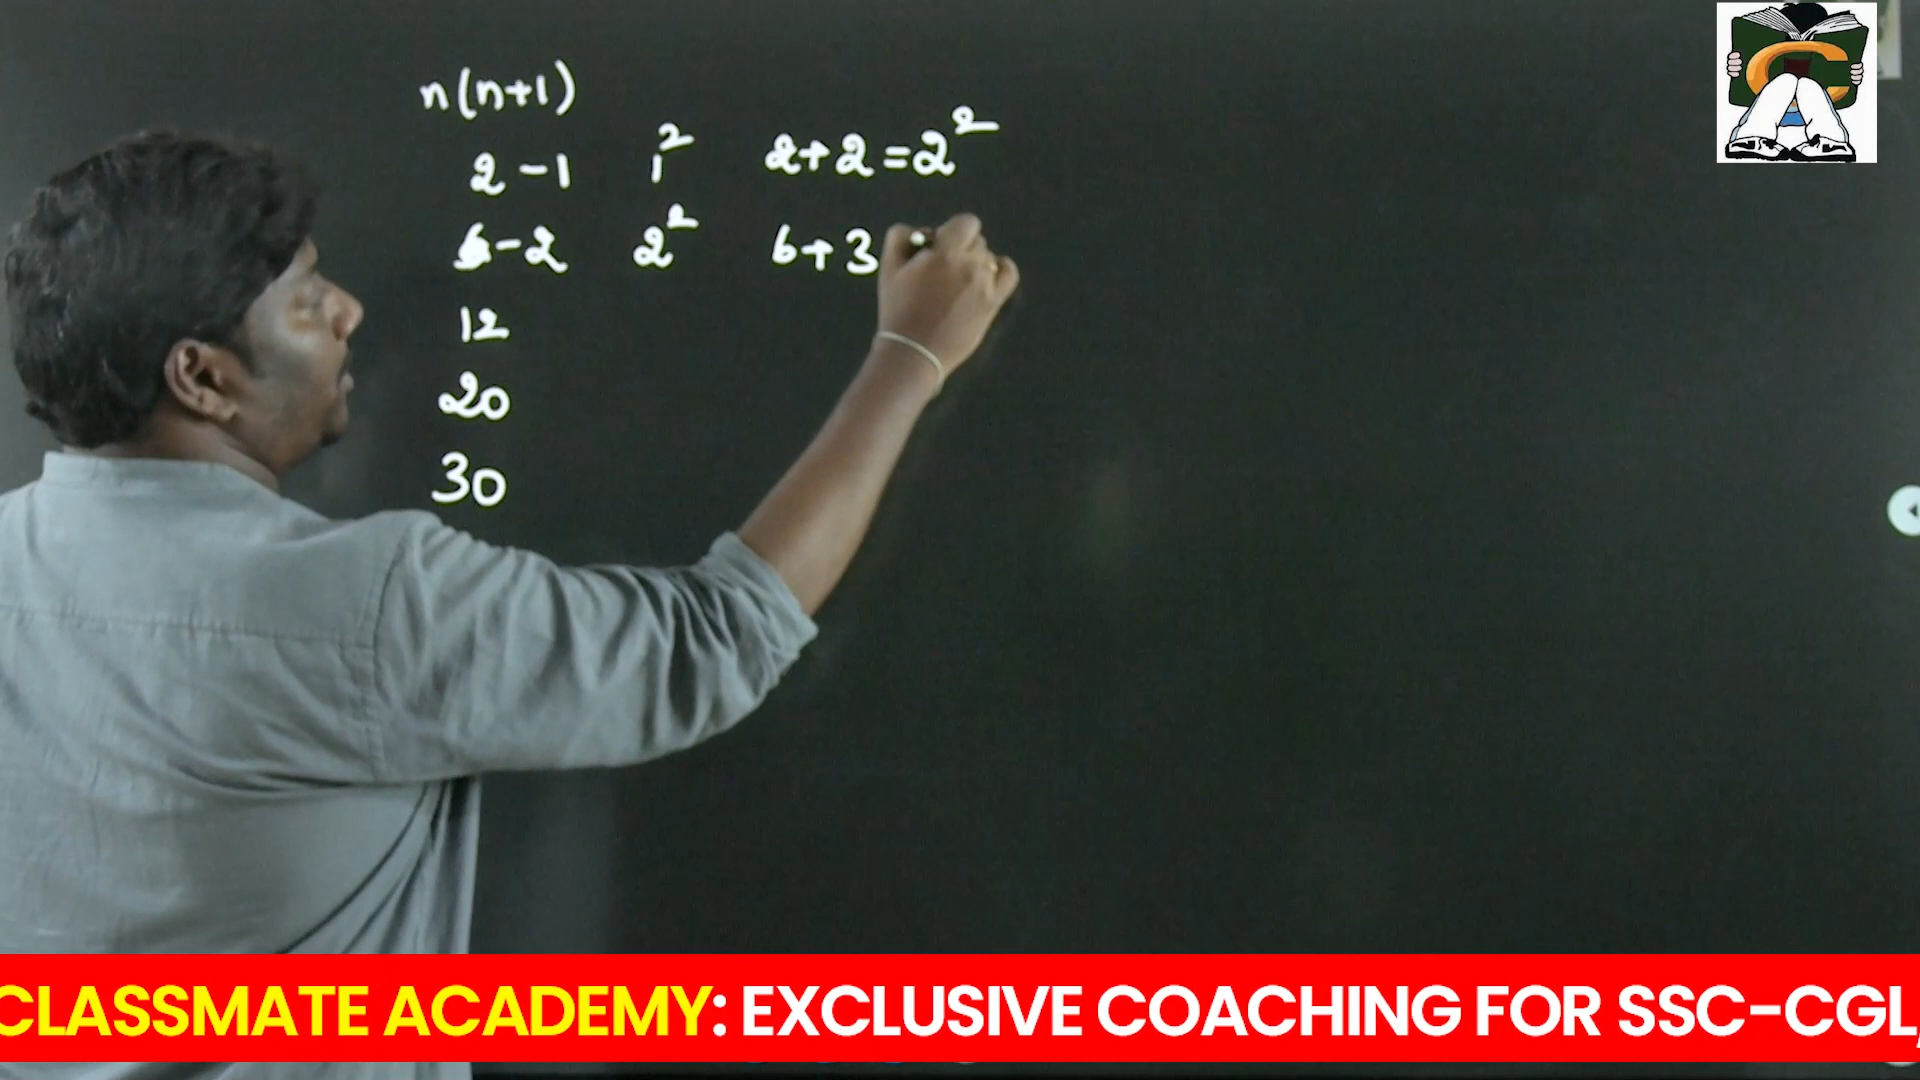 n(n+1)
2-1 1² 2+2=2²
6-2 2² 6+3
12
20
30
CLASSMATE ACADEMY: EXCLUSIVE COACHING FOR SSC-CGL,